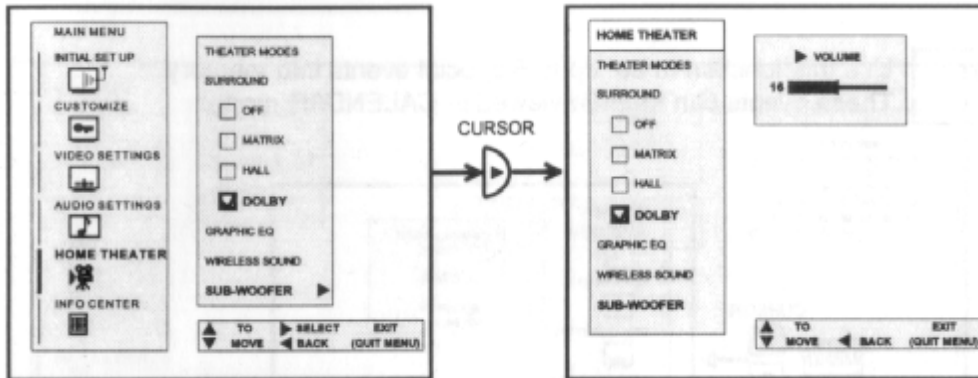 MAIN MENU
INITIAL SET UP
CUSTOMIZE
VIDEO SETTINGS
AUDIO SETTINGS
HOME THEATER
INFO CENTER
THEATER MODES
SURROUND
OFF
MATRIX
HALL
DOLBY
GRAPHIC EQ
WIRELESS SOUND
SUB-WOOFER ▶
▲ TO ▶ SELECT EXIT
▼ MOVE ◀ BACK (QUIT MENU)
CURSOR
HOME THEATER
THEATER MODES
SURROUND
OFF
MATRIX
HALL
DOLBY
GRAPHIC EQ
WIRELESS SOUND
SUB-WOOFER
▶ VOLUME
16
▲ TO EXIT
▼ MOVE ◀ BACK (QUIT MENU)